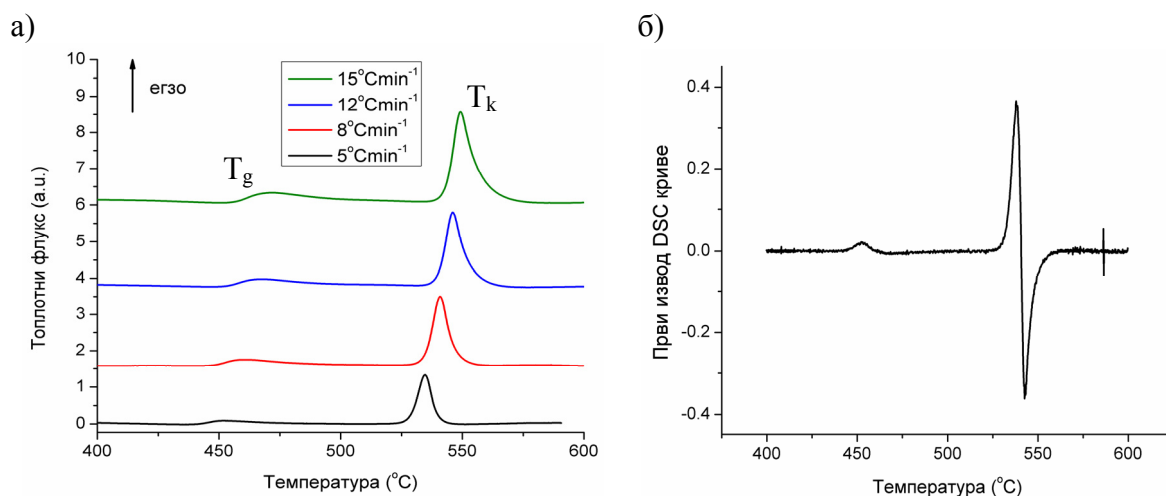 а)
б)
10
9
8
7
6
5
4
3
2
1
0
400
450
500
550
600
Топлотни флукс (a.u.)
Температура (°C)
егзо
15°Cmin⁻¹
12°Cmin⁻¹
8°Cmin⁻¹
5°Cmin⁻¹
T_g
T_k
0.4
0.2
0.0
-0.2
-0.4
400
450
500
550
600
Први извод DSC криве
Температура (°C)